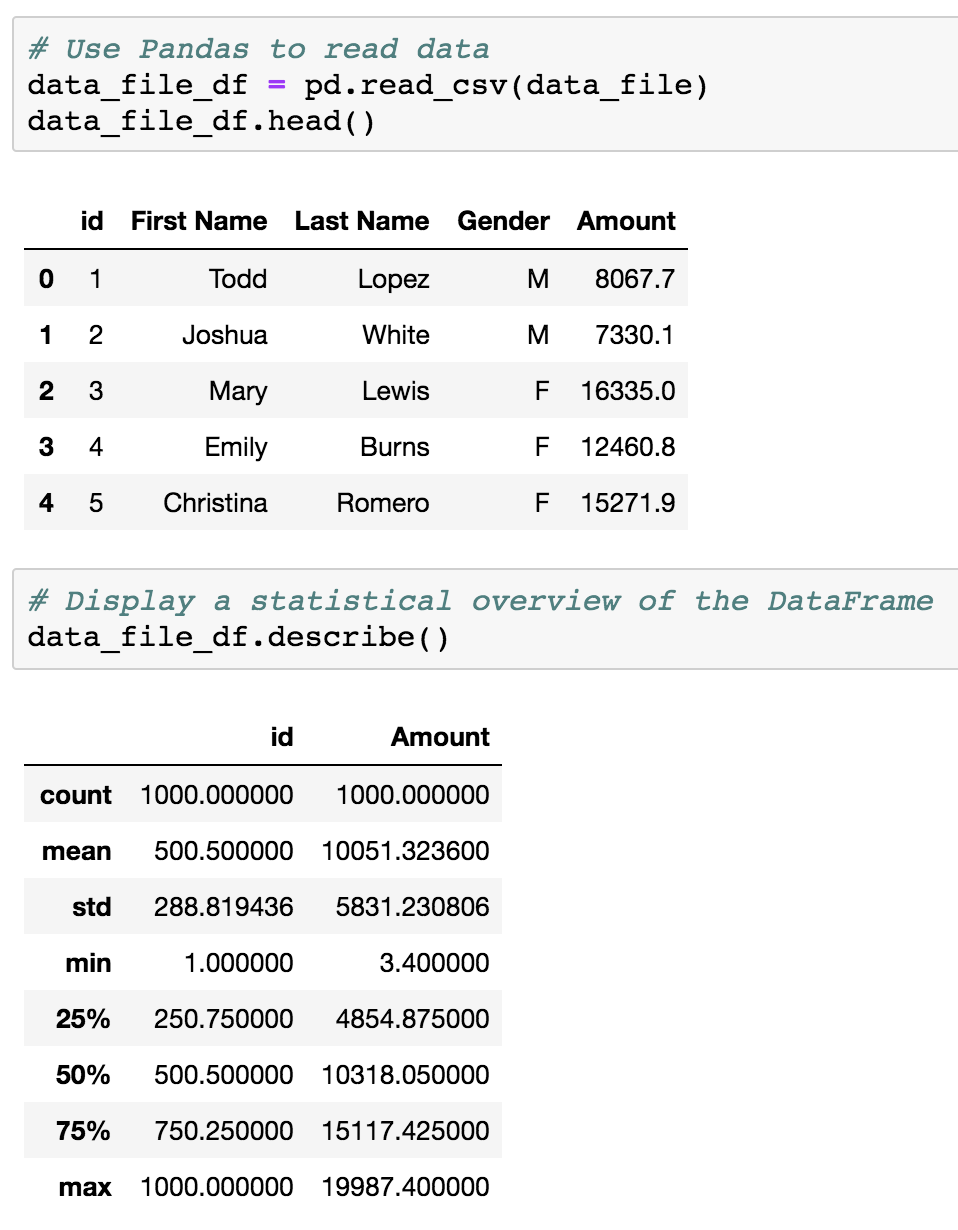 # Use Pandas to read data
data_file_df = pd.read_csv(data_file)
data_file_df.head()
id First Name Last Name Gender Amount
0 1 Todd Lopez M 8067.7
1 2 Joshua White M 7330.1
2 3 Mary Lewis F 16335.0
3 4 Emily Burns F 12460.8
4 5 Christina Romero F 15271.9
# Display a statistical overview of the DataFrame
data_file_df.describe()
id Amount
count 1000.000000 1000.000000
mean 500.500000 10051.323600
std 288.819436 5831.230806
min 1.000000 3.400000
25% 250.750000 4854.875000
50% 500.500000 10318.050000
75% 750.250000 15117.425000
max 1000.000000 19987.400000